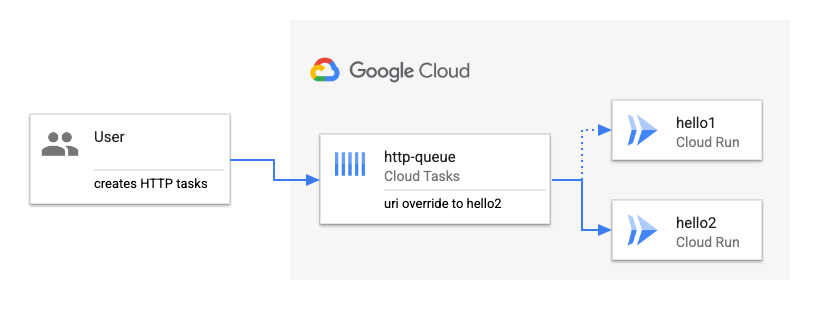 Google Cloud
User
creates HTTP tasks
http-queue
Cloud Tasks
uri override to hello2
hello1
Cloud Run
hello2
Cloud Run